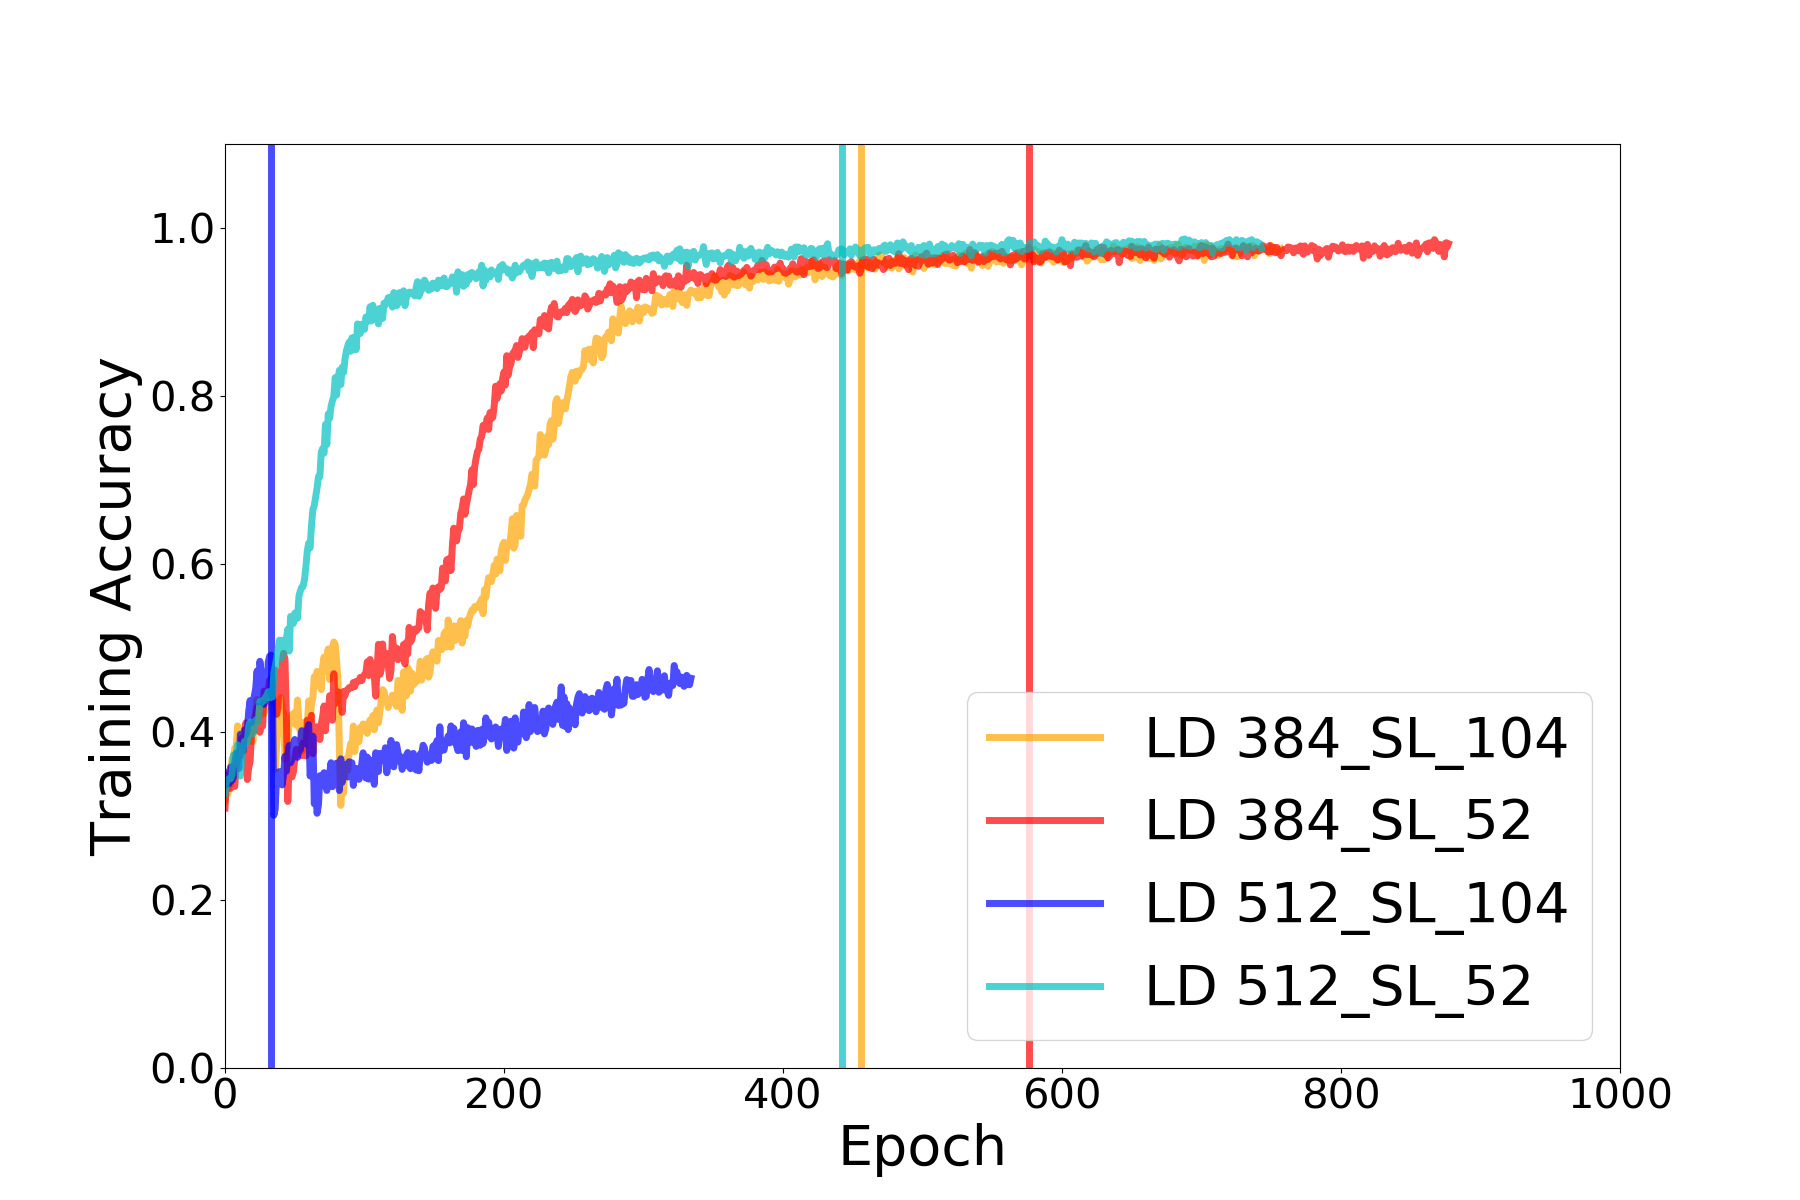 Training Accuracy
1.0
0.8
0.6
0.4
0.2
0.0
0 200 400 600 800 1000
Epoch
LD 384_SL_104
LD 384_SL_52
LD 512_SL_104
LD 512_SL_52